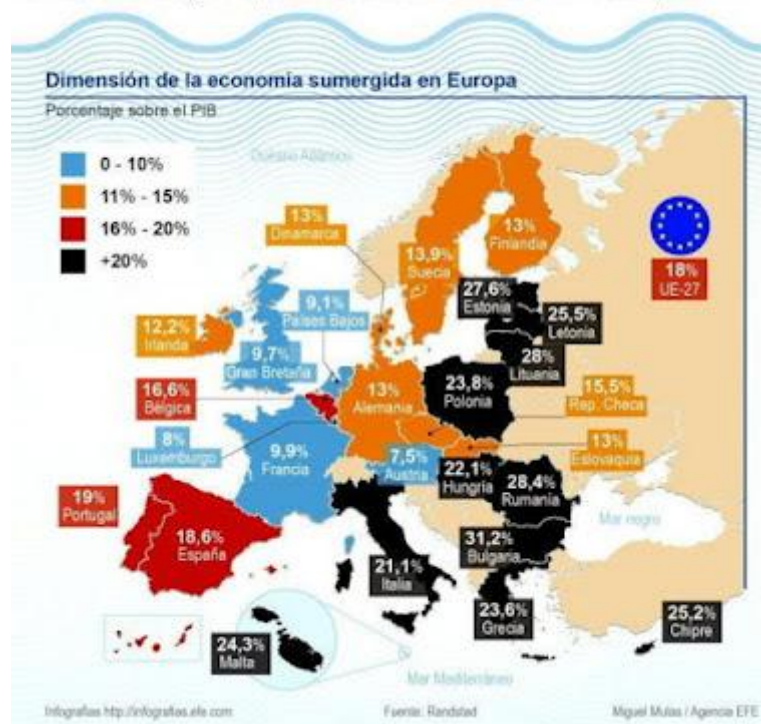 Dimensión de la economía sumergida en Europa
Porcentaje sobre el PIB
0 - 10%
11% - 15%
16% - 20%
+20%
Océano Atlántico
13%
Dinamarca
13,9%
Suecia
13%
Finlandia
18%
UE-27
9,1%
Países Bajos
27,6%
Estonia
25,5%
Letonia
12,2%
Irlanda
9,7%
Gran Bretaña
28%
Lituania
16,6%
Bélgica
13%
Alemania
23,8%
Polonia
15,5%
Rep. Checa
8%
Luxemburgo
9,9%
Francia
7,5%
Austria
22,1%
Hungría
13%
Eslovaquia
28,4%
Rumanía
Mar negro
19%
Portugal
18,6%
España
31,2%
Bulgaria
21,1%
Italia
23,6%
Grecia
25,2%
Chipre
24,3%
Malta
Mar Mediterráneo
Infografías http://infografias.efe.com
Fuente: Randstad
Miguel Mulas / Agencia EFE